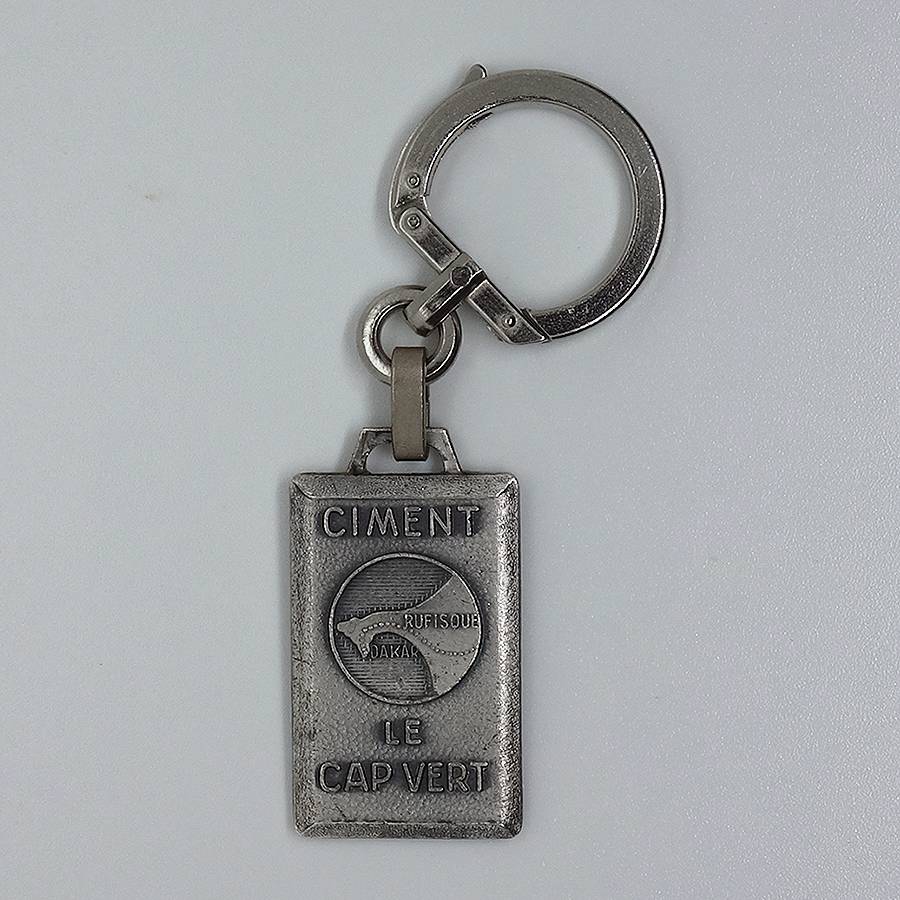 CIMENT
RUFISQUE
DAKAR
LE
CAP VERT